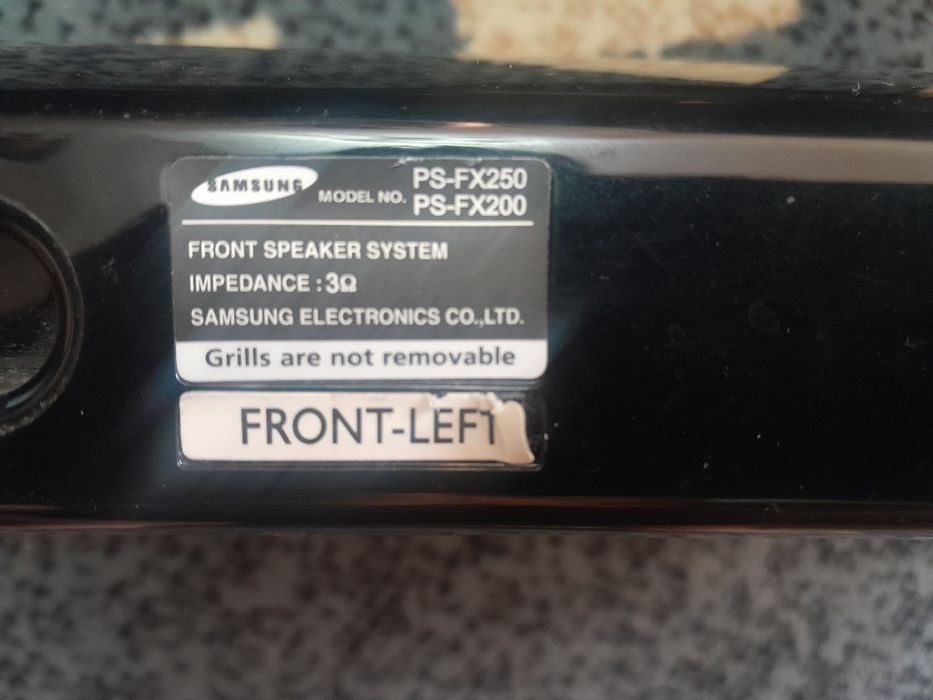 SAMSUNG
MODEL NO. PS-FX250
PS-FX200
FRONT SPEAKER SYSTEM
IMPEDANCE : 3Ω
SAMSUNG ELECTRONICS CO.,LTD.
Grills are not removable
FRONT-LEFT